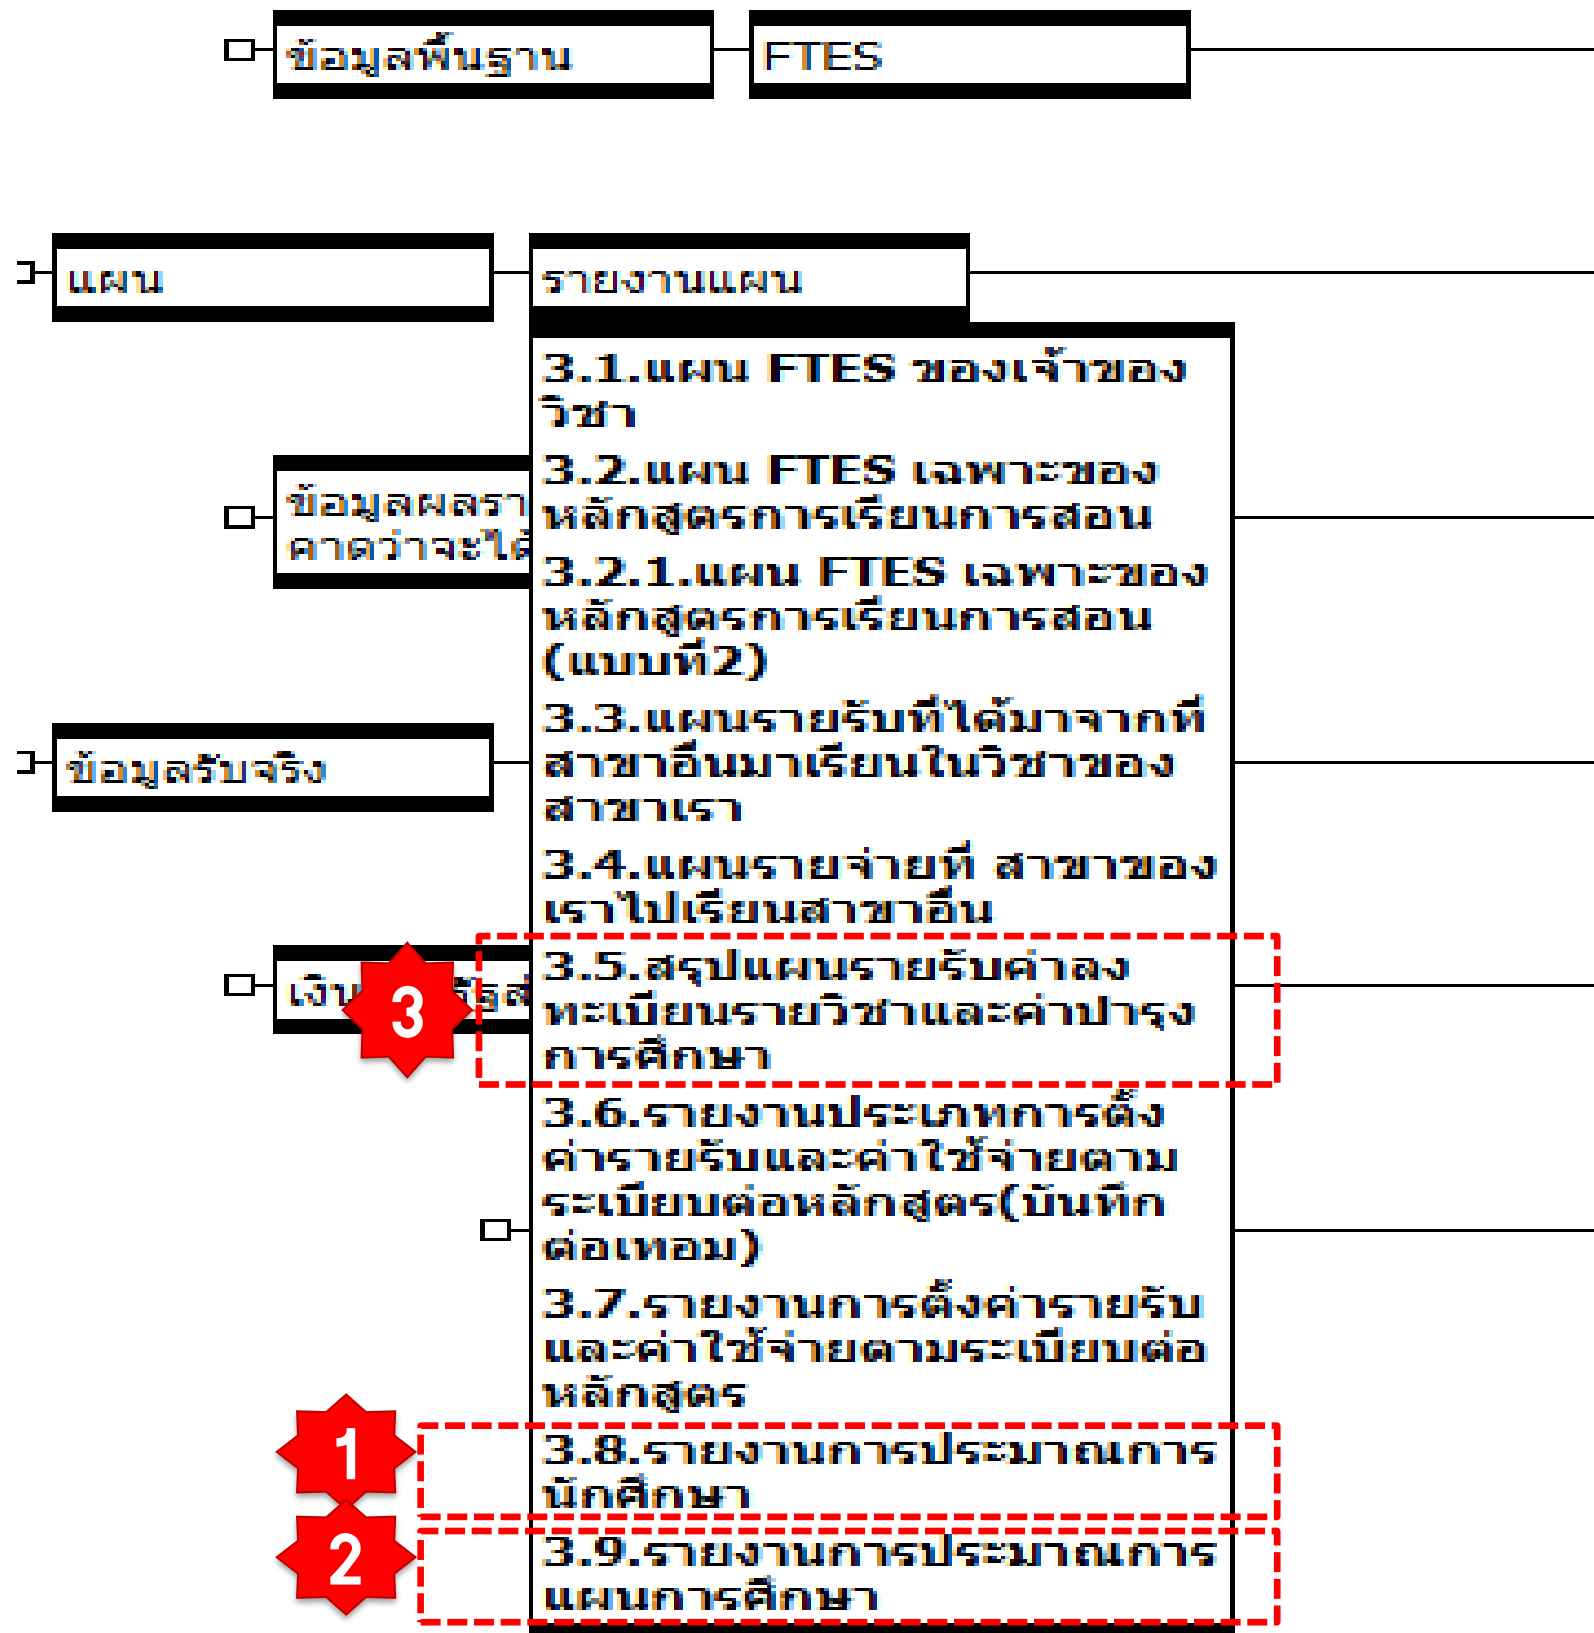 ข้อมูลพื้นฐาน
FTES
แผน
รายงานแผน
3.1.แผน FTES ของเจ้าของ
วิชา
ข้อมูลผลรา
คาดว่าจะได้
3.2.แผน FTES เฉพาะของ
หลักสูตรการเรียนการสอน
3.2.1.แผน FTES เฉพาะของ
หลักสูตรการเรียนการสอน
(แบบที่2)
3.3.แผนรายรับที่ได้มาจากที่
สาขาอื่นมาเรียนในวิชาของ
สาขาเรา
ข้อมูลรับจริง
3.4.แผนรายจ่ายที่ สาขาของ
เราไปเรียนสาขาอื่น
เงิน
3
3.5.สรุปแผนรายรับค่าลง
ทะเบียนรายวิชาและค่าบำรุง
การศึกษา
3.6.รายงานประเภทการตั้ง
ค่ารายรับและค่าใช้จ่ายตาม
ระเบียบต่อหลักสูตร(บันทึก
ต่อเทอม)
3.7.รายงานการตั้งค่ารายรับ
และค่าใช้จ่ายตามระเบียบต่อ
หลักสูตร
1
3.8.รายงานการประมาณการ
นักศึกษา
2
3.9.รายงานการประมาณการ
แผนการศึกษา